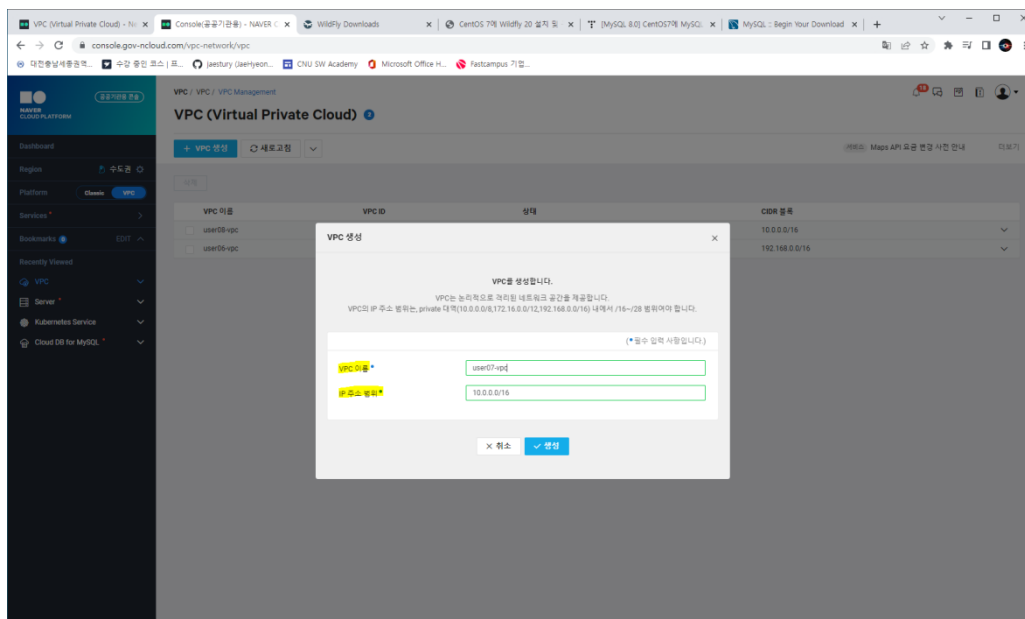 VPC (Virtual Private Cloud) - Ne
Console(공공기관용) - NAVER C
WildFly Downloads
CentOS 7에 Wildfly 20 설치 및
[MySQL 8.0] CentOS7에 MySQL
MySQL :: Begin Your Download
console.gov-ncloud.com/vpc-network/vpc
대전충남세종권역...
수강 중인 코스 | 프...
jaestury (JaeHyeon...
CNU SW Academy
Microsoft Office H...
Fastcampus 기업...
NAVER
CLOUD PLATFORM
공공기관용 콘솔
VPC / VPC / VPC Management
VPC (Virtual Private Cloud)
+ VPC 생성
새로고침
Maps API 요금 변경 사전 안내
더보기
삭제
Dashboard
Region
수도권
Platform
Classic
VPC
Services
Bookmarks
EDIT
Recently Viewed
VPC
Server
Kubernetes Service
Cloud DB for MySQL
VPC 이름
VPC ID
상태
CIDR 블록
user08-vpc
10.0.0.0/16
user06-vpc
192.168.0.0/16
VPC 생성
VPC를 생성합니다.
VPC는 논리적으로 격리된 네트워크 공간을 제공합니다.
VPC의 IP 주소 범위는, private 대역(10.0.0.0/8,172.16.0.0/12,192.168.0.0/16) 내에서 /16~/28 범위여야 합니다.
(•필수 입력 사항입니다.)
VPC 이름•
user07-vpc
IP 주소 범위•
10.0.0.0/16
취소
생성